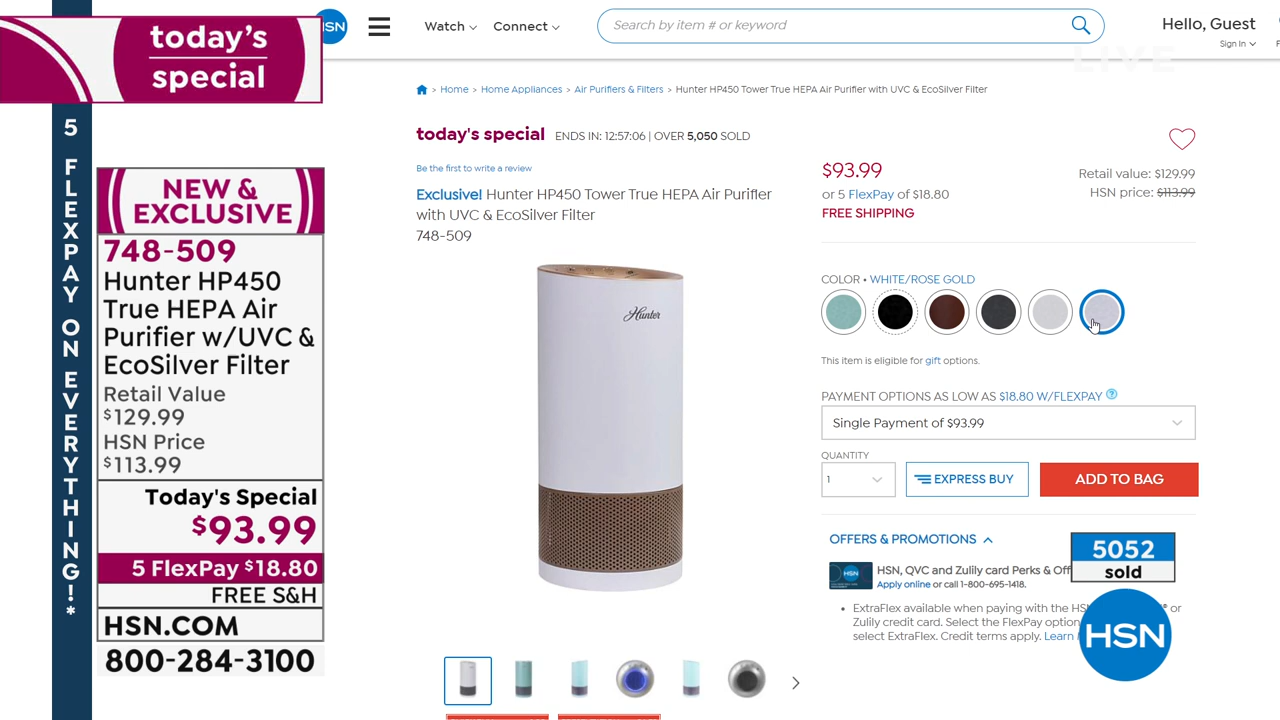 today's
special
5 FLEXPAY ON EVERYTHING!*
NEW &
EXCLUSIVE
748-509
Hunter HP450
True HEPA Air
Purifier w/UVC &
EcoSilver Filter
Retail Value
$129.99
HSN Price
$113.99
Today's Special
$93.99
5 FlexPay $18.80
FREE S&H
HSN.COM
800-284-3100
Watch
Connect
Search by item # or keyword
Hello, Guest
Sign In
LIVE
> Home > Home Appliances > Air Purifiers & Filters > Hunter HP450 Tower True HEPA Air Purifier with UVC & EcoSilver Filter
today's special ENDS IN: 12:57:06 | OVER 5,050 SOLD
Be the first to write a review
Exclusive! Hunter HP450 Tower True HEPA Air Purifier
with UVC & EcoSilver Filter
748-509
Hunter
$93.99
or 5 FlexPay of $18.80
FREE SHIPPING
Retail value: $129.99
HSN price: $113.99
COLOR • WHITE/ROSE GOLD
This item is eligible for gift options.
PAYMENT OPTIONS AS LOW AS $18.80 W/FLEXPAY ?
Single Payment of $93.99
QUANTITY
1
EXPRESS BUY
ADD TO BAG
OFFERS & PROMOTIONS
HSN
HSN, QVC and Zulily card Perks & Off
Apply online or call 1-800-695-1418.
• ExtraFlex available when paying with the HS ® or
Zulily credit card. Select the FlexPay option
select ExtraFlex. Credit terms apply. Learn
5052
sold
HSN